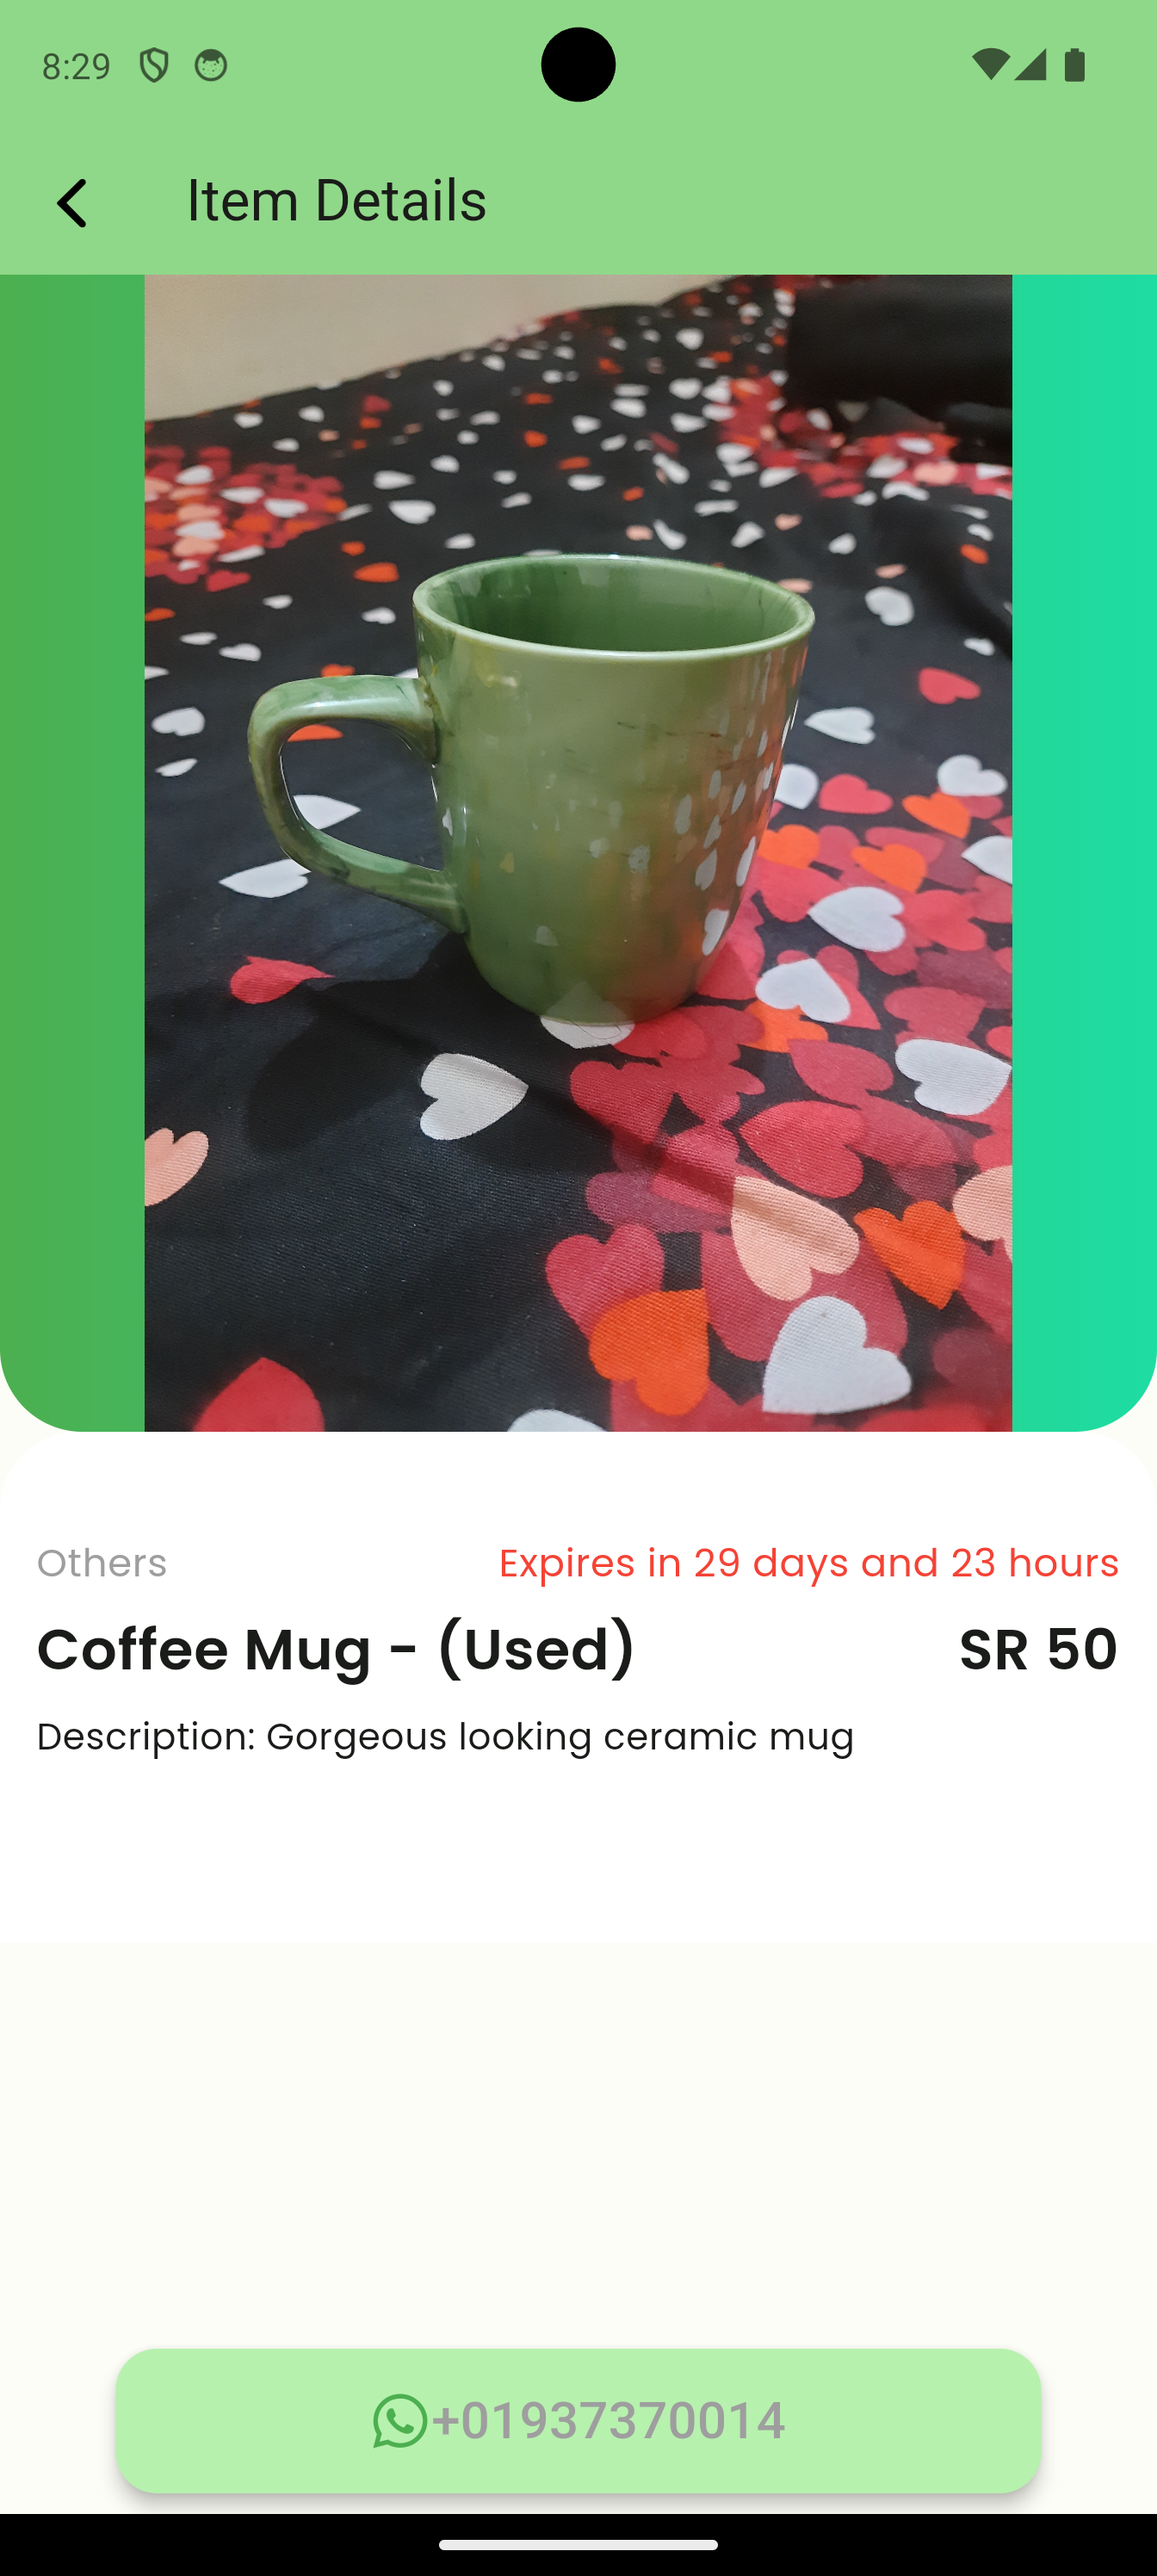 8:29
Item Details
Others
Expires in 29 days and 23 hours
Coffee Mug - (Used)
SR 50
Description: Gorgeous looking ceramic mug
+01937370014